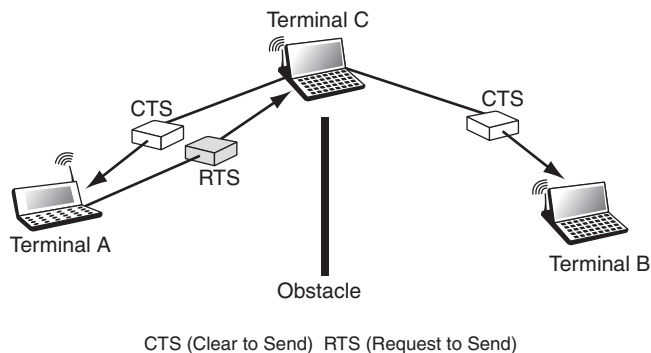 Terminal C
CTS
CTS
RTS
Terminal A
Terminal B
Obstacle
CTS (Clear to Send) RTS (Request to Send)